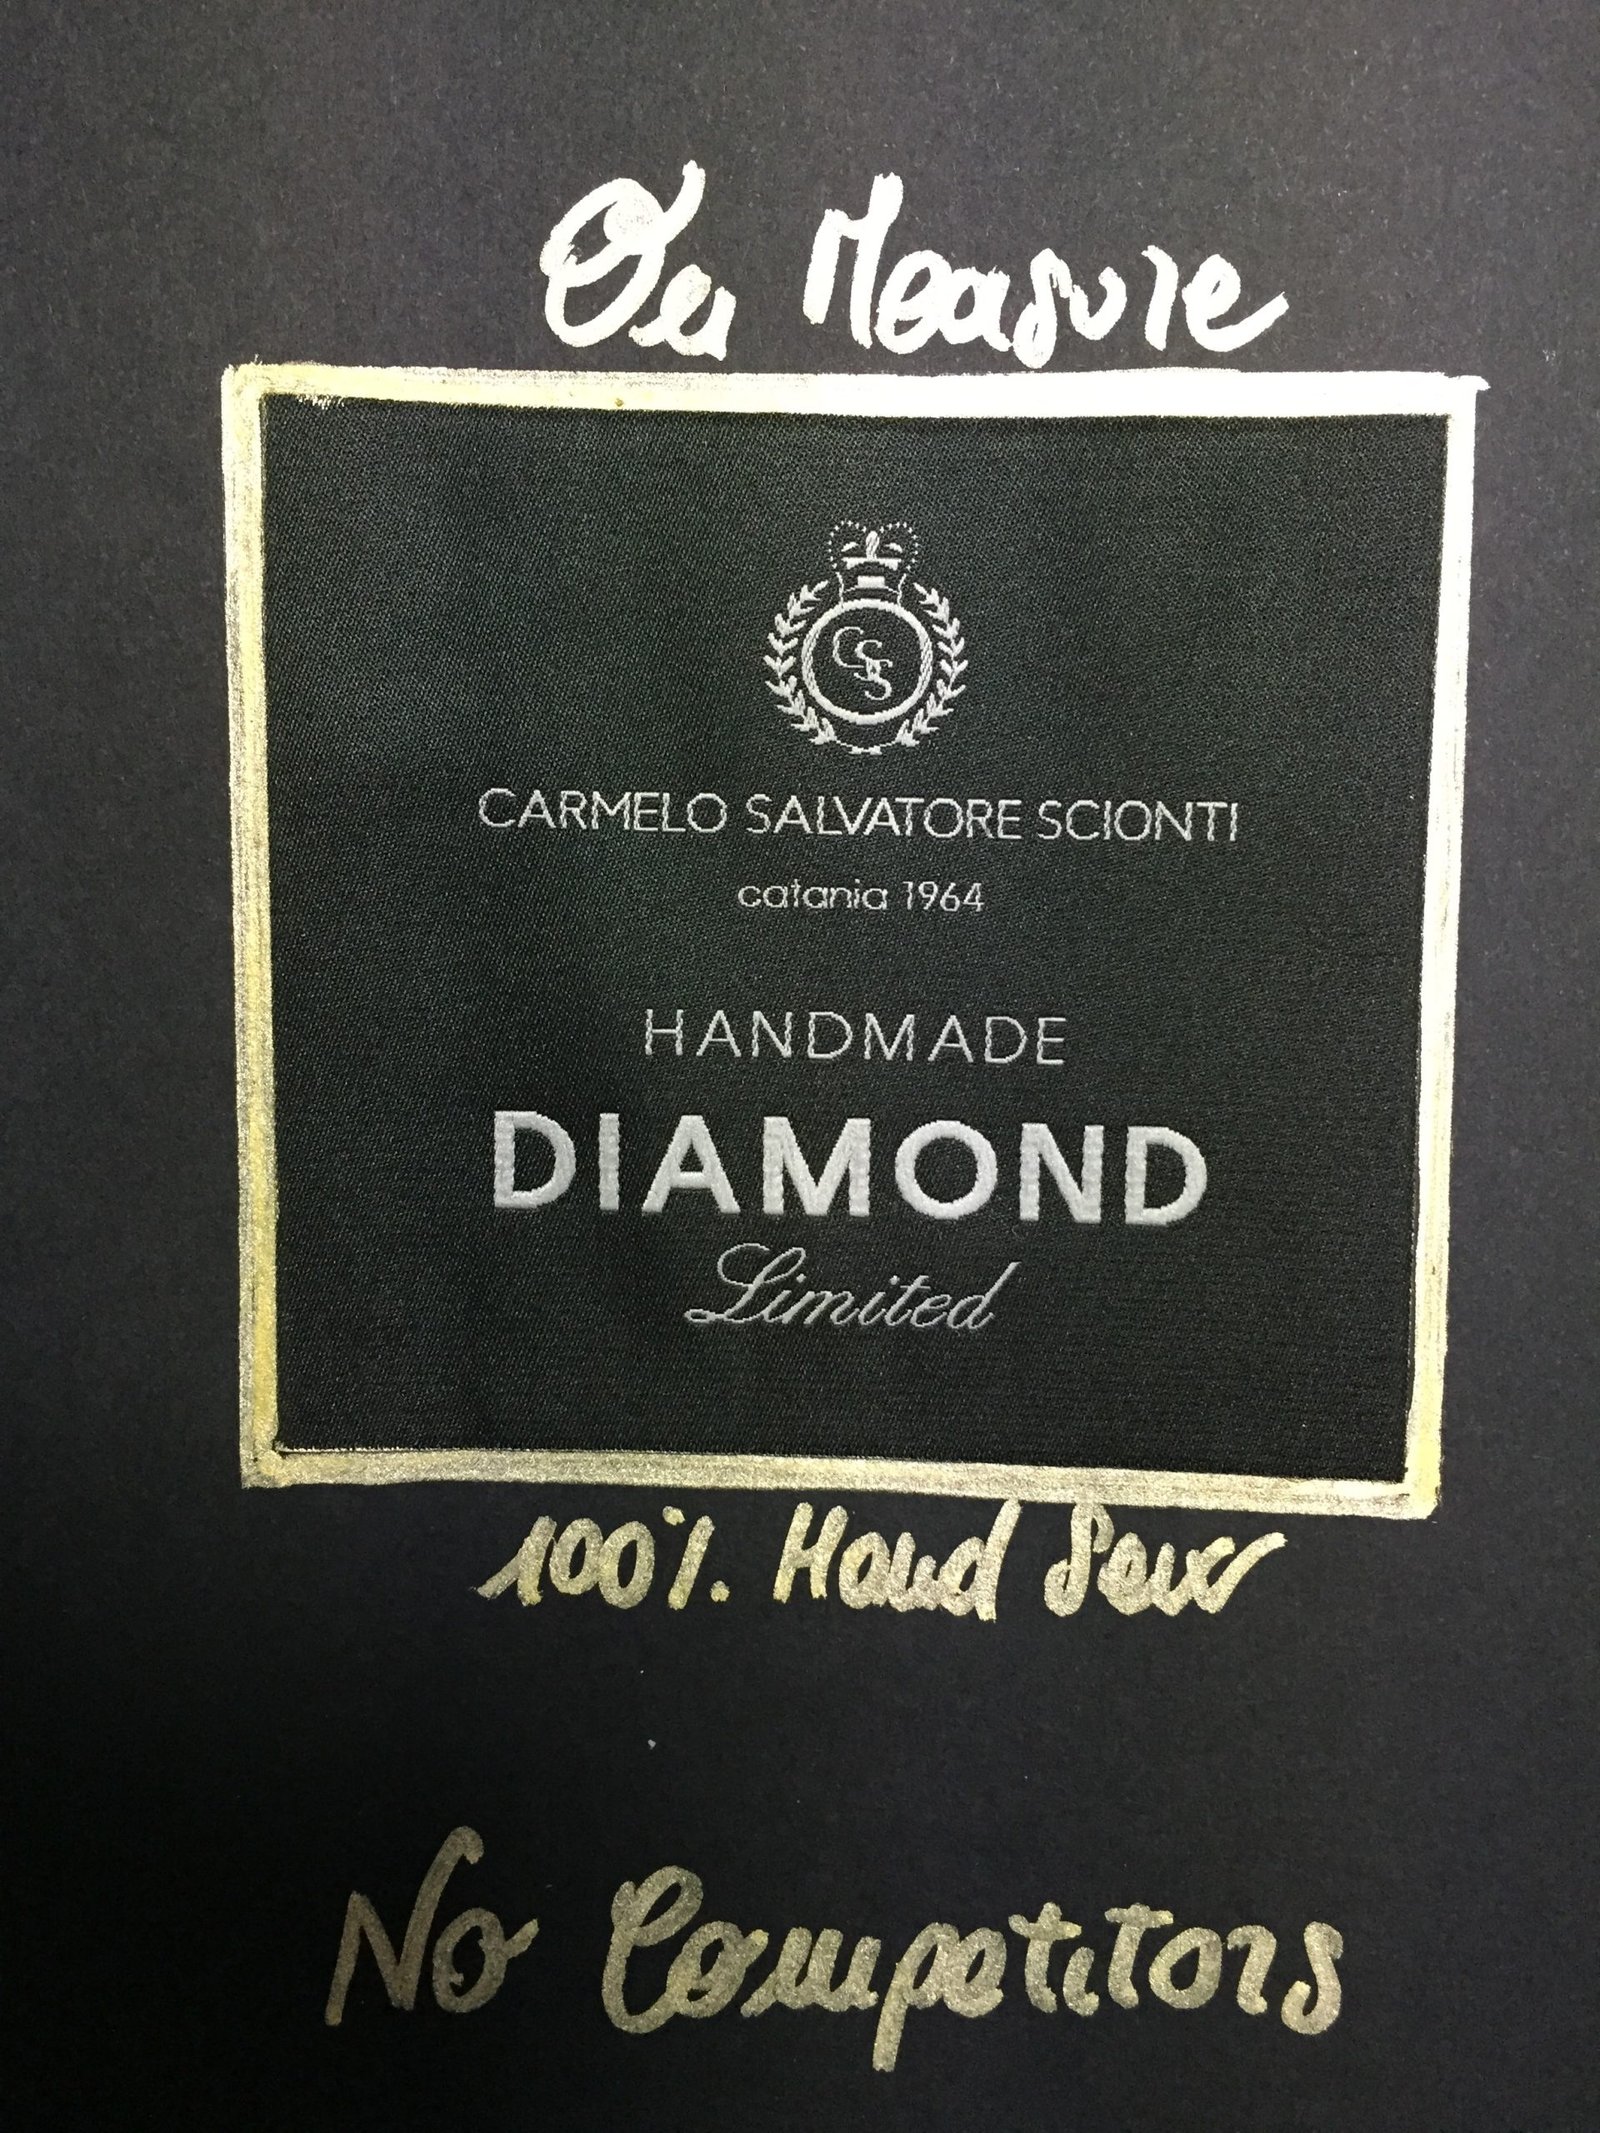 On Measure
CSS
CARMELO SALVATORE SCIONTI
catania 1964
HANDMADE
DIAMOND
Limited
100%. Hand Sew
No Competitors